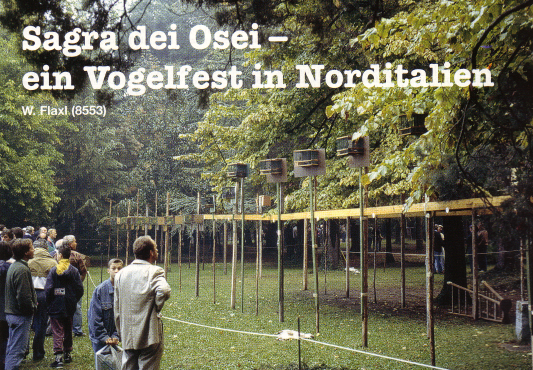 Sagra dei Osei –
ein Vogelfest in Norditalien
W. Flaxl (8553)